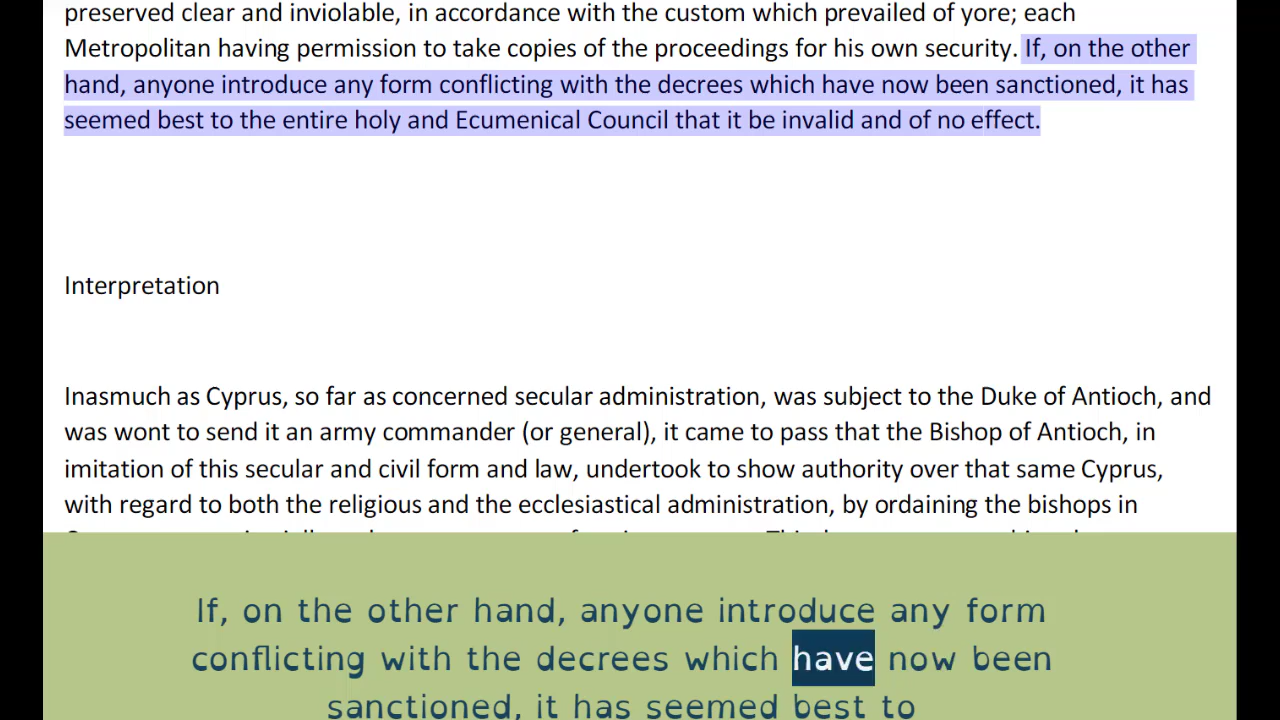 preserved clear and inviolable, in accordance with the custom which prevailed of yore; each
Metropolitan having permission to take copies of the proceedings for his own security. If, on the other
hand, anyone introduce any form conflicting with the decrees which have now been sanctioned, it has
seemed best to the entire holy and Ecumenical Council that it be invalid and of no effect.
Interpretation
Inasmuch as Cyprus, so far as concerned secular administration, was subject to the Duke of Antioch, and
was wont to send it an army commander (or general), it came to pass that the Bishop of Antioch, in
imitation of this secular and civil form and law, undertook to show authority over that same Cyprus,
with regard to both the religious and the ecclesiastical administration, by ordaining the bishops in
If, on the other hand, anyone introduce any form
conflicting with the decrees which have now been
sanctioned, it has seemed best to